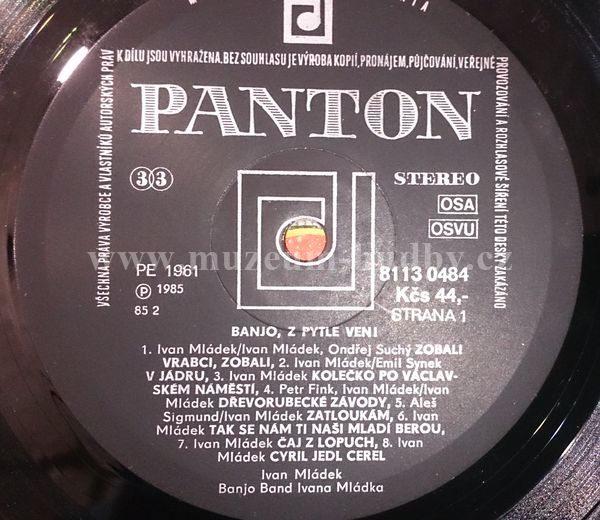 K DÍLU JSOU VYHRAŽENA. BEZ SOUHLASU JE VÝROBA KOPIÍ, PRONÁJEM, PŮJČOVÁNÍ, VEŘEJNÉ
PROVOZOVÁNÍ A ROZHLASOVÉ ŠÍŘENÍ TÉTO DESKY ZAKÁZÁNO
VŠECHNA PRÁVA VÝROBCE A VLASTNÍKŮ AUTORSKÝCH PRÁV
PANTON
33
STEREO
OSA
OSVU
www.muzeum-hudby.cz
PE 1961
8113 0484
Ⓟ 1985
Kčs 44,-
85 2
STRANA 1
BANJO, Z PYTLE VEN!
1. Ivan Mládek/Ivan Mládek, Ondřej Suchý ZOBALI
VRABCI, ZOBALI, 2. Ivan Mládek/Emil Synek
V JÁDRU, 3. Ivan Mládek KOLEČKO PO VÁCLAV-
SKÉM NÁMĚSTÍ, 4. Petr Fink, Ivan Mládek/Ivan
Mládek DŘEVORUBECKÉ ZÁVODY, 5. Aleš
Sigmund/Ivan Mládek ZATLOUKÁM, 6. Ivan
Mládek TAK SE NÁM TI NAŠI MLADÍ BEROU,
7. Ivan Mládek ČAJ Z LOPUCH, 8. Ivan
Mládek CYRIL JEDL CEREL
Ivan Mládek
Banjo Band Ivana Mládka